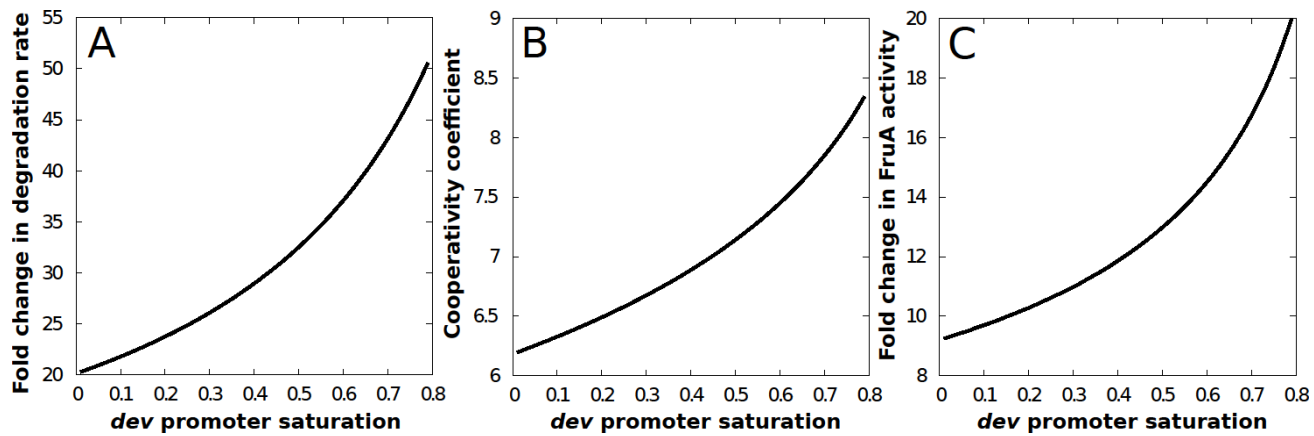 A
Fold change in degradation rate
55
50
45
40
35
30
25
20
0 0.1 0.2 0.3 0.4 0.5 0.6 0.7 0.8
dev promoter saturation
B
Cooperativity coefficient
9
8.5
8
7.5
7
6.5
6
0 0.1 0.2 0.3 0.4 0.5 0.6 0.7 0.8
dev promoter saturation
C
Fold change in FruA activity
20
18
16
14
12
10
8
0 0.1 0.2 0.3 0.4 0.5 0.6 0.7 0.8
dev promoter saturation